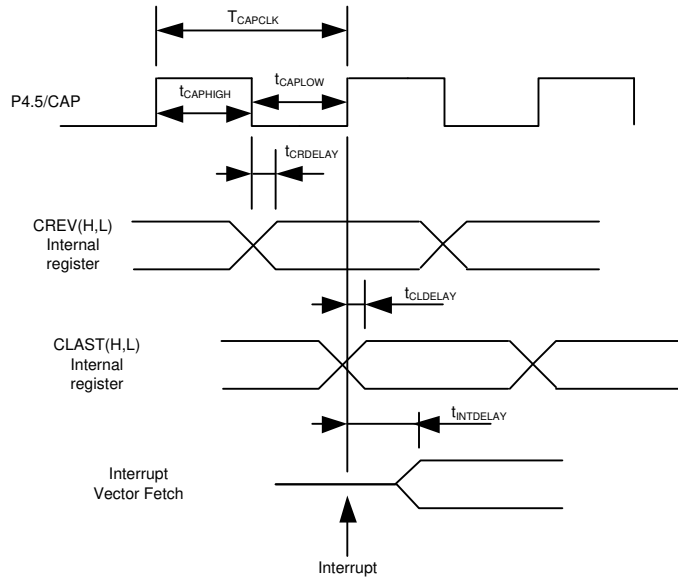 TCAPCLK
P4.5/CAP
tCAPHIGH
tCAPLOW
tCRDELAY
CREV(H,L)
Internal
register
tCLDELAY
CLAST(H,L)
Internal
register
tINTDELAY
Interrupt
Vector Fetch
Interrupt